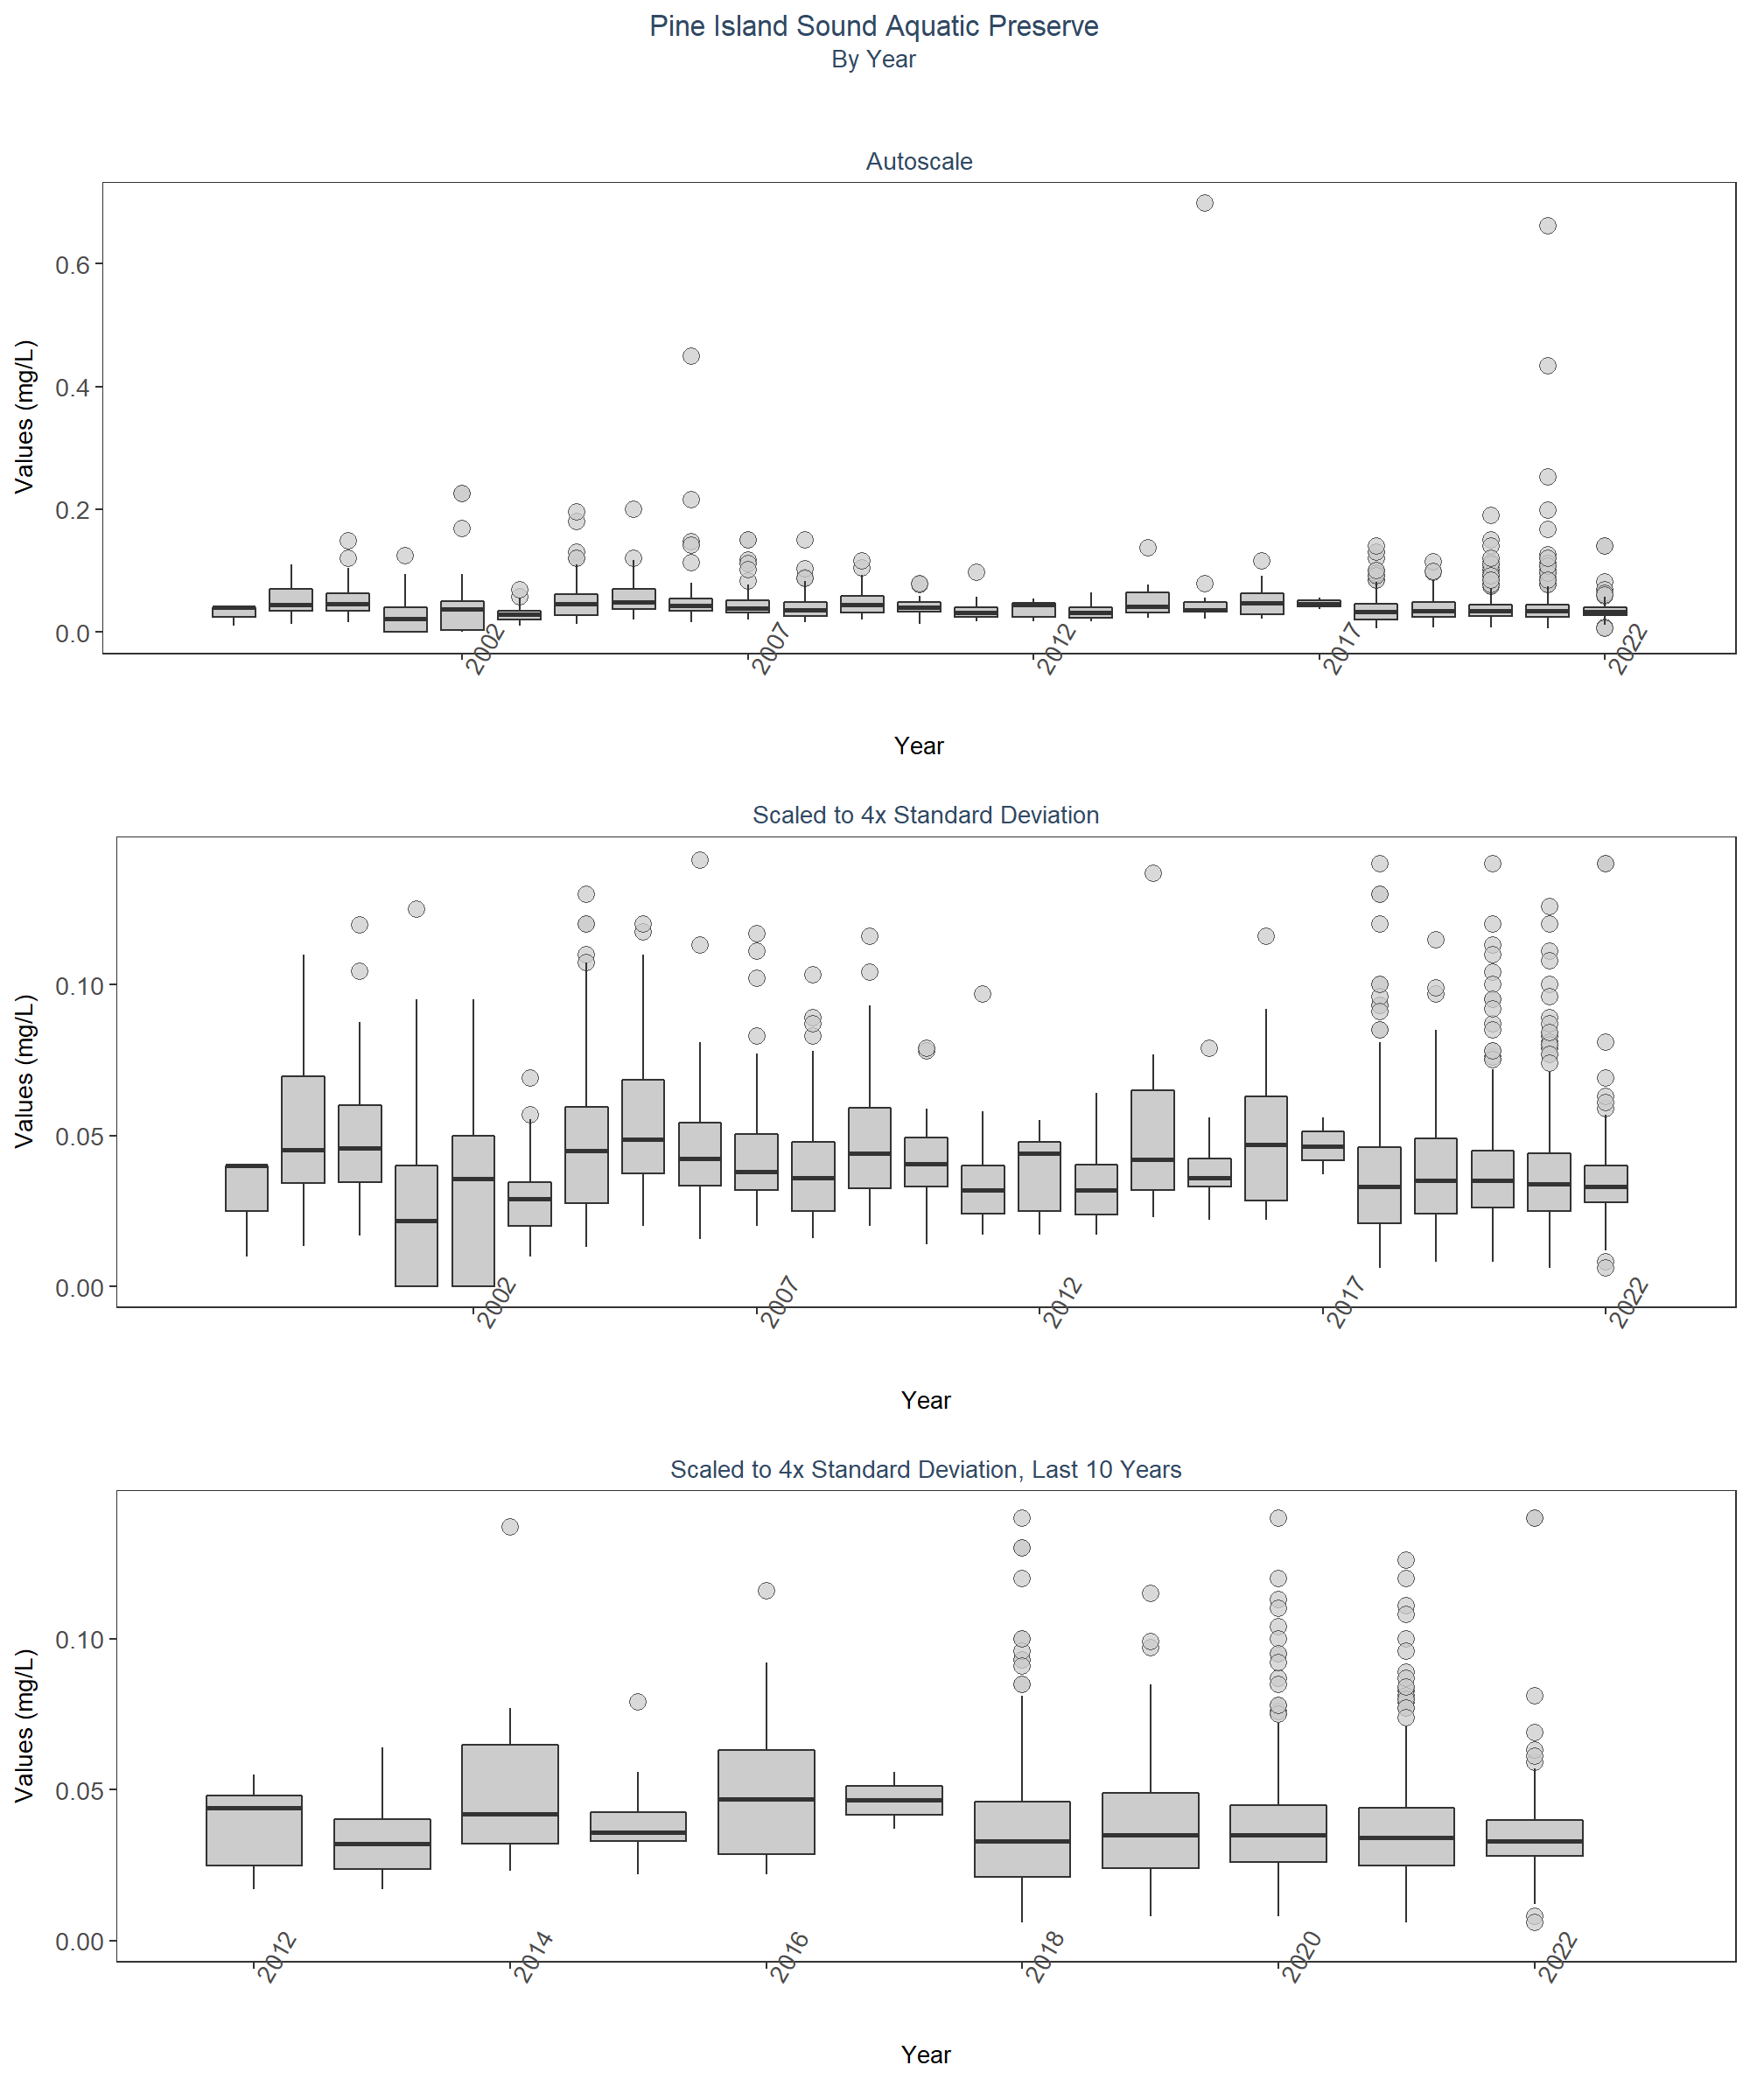 Pine Island Sound Aquatic Preserve
By Year
Autoscale
Values (mg/L)
0.6
0.4
0.2
0.0
2002 2007 2012 2017 2022
Year
Scaled to 4x Standard Deviation
Values (mg/L)
0.10
0.05
0.00
2002 2007 2012 2017 2022
Year
Scaled to 4x Standard Deviation, Last 10 Years
Values (mg/L)
0.10
0.05
0.00
2012 2014 2016 2018 2020 2022
Year